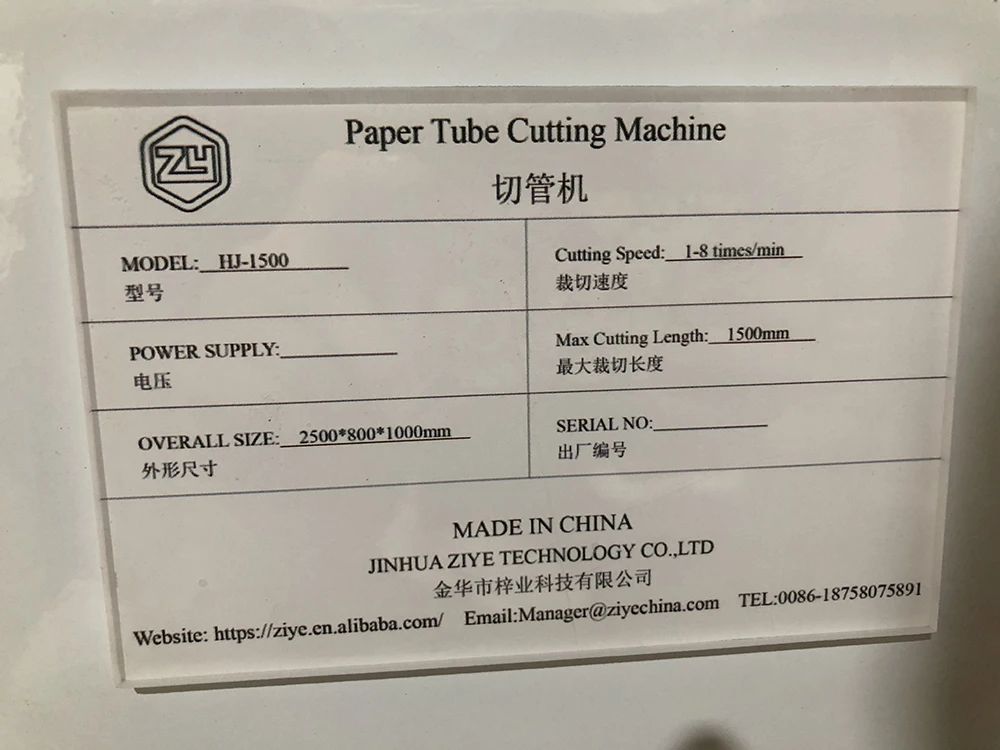 ZY
Paper Tube Cutting Machine
切管机
MODEL: HJ-1500
型号
Cutting Speed: 1-8 times/min
裁切速度
POWER SUPPLY:
电压
Max Cutting Length: 1500mm
最大裁切长度
OVERALL SIZE: 2500*800*1000mm
外形尺寸
SERIAL NO:
出厂编号
MADE IN CHINA
JINHUA ZIYE TECHNOLOGY CO.,LTD
金华市梓业科技有限公司
Website: https://ziye.en.alibaba.com/ Email:Manager@ziyechina.com TEL:0086-18758075891